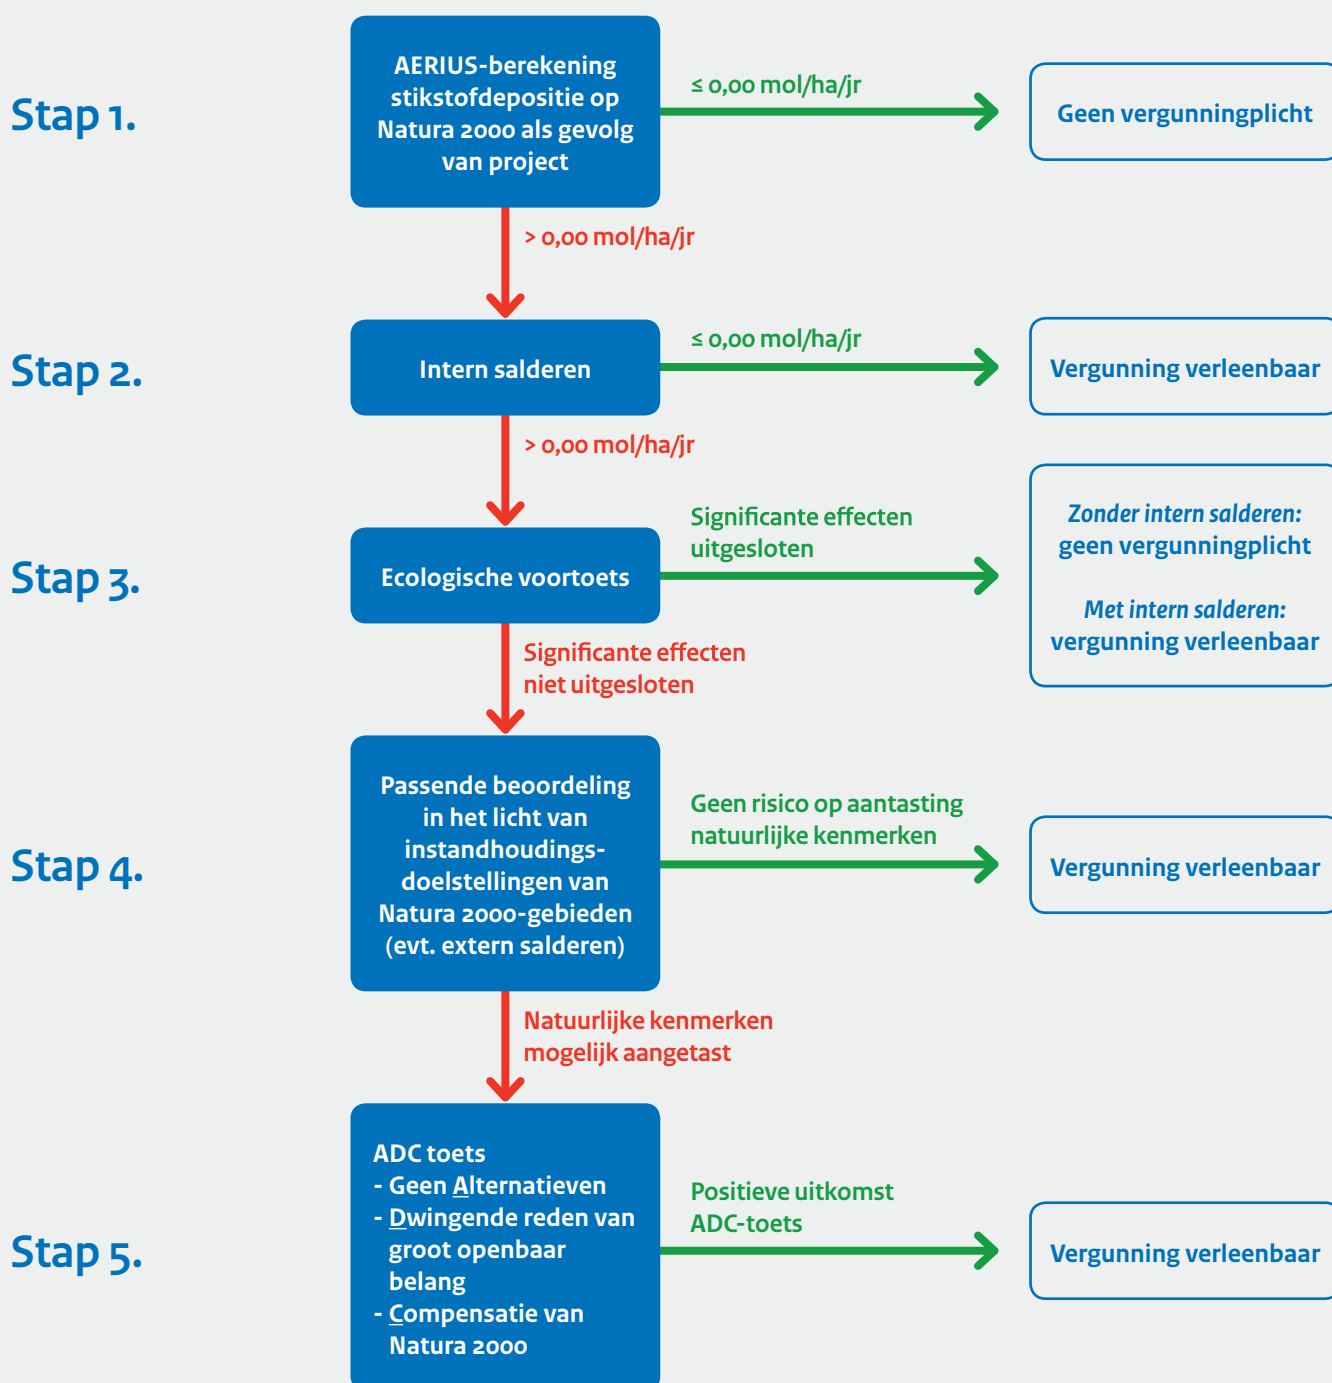 Stap 1.
AERIUS-berekening
stikstofdepositie op
Natura 2000 als gevolg
van project
≤ 0,00 mol/ha/jr
Geen vergunningplicht
> 0,00 mol/ha/jr
Stap 2.
Intern salderen
≤ 0,00 mol/ha/jr
Vergunning verleenbaar
> 0,00 mol/ha/jr
Stap 3.
Ecologische voortoets
Significante effecten
uitgesloten
Zonder intern salderen:
geen vergunningplicht
Met intern salderen:
vergunning verleenbaar
Significante effecten
niet uitgesloten
Stap 4.
Passende beoordeling
in het licht van
instandhoudings-
doelstellingen van
Natura 2000-gebieden
(evt. extern salderen)
Geen risico op aantasting
natuurlijke kenmerken
Vergunning verleenbaar
Natuurlijke kenmerken
mogelijk aangetast
Stap 5.
ADC toets
- Geen Alternatieven
- Dwingende reden van
groot openbaar
belang
- Compensatie van
Natura 2000
Positieve uitkomst
ADC-toets
Vergunning verleenbaar